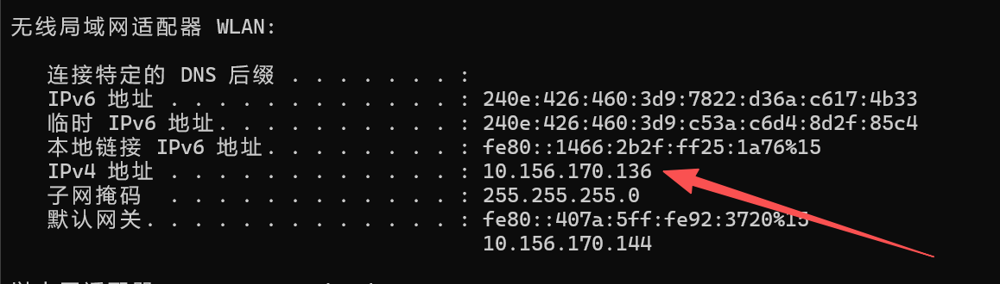 无线局域网适配器 WLAN:
连接特定的 DNS 后缀 . . . . . . . :
IPv6 地址 . . . . . . . . . . . . : 240e:426:460:3d9:7822:d36a:c617:4b33
临时 IPv6 地址. . . . . . . . . . : 240e:426:460:3d9:c53a:c6d4:8d2f:85c4
本地链接 IPv6 地址. . . . . . . . : fe80::1466:2b2f:ff25:1a76%15
IPv4 地址 . . . . . . . . . . . . : 10.156.170.136
子网掩码  . . . . . . . . . . . . : 255.255.255.0
默认网关. . . . . . . . . . . . . : fe80::407a:5ff:fe92:3720%15
10.156.170.144